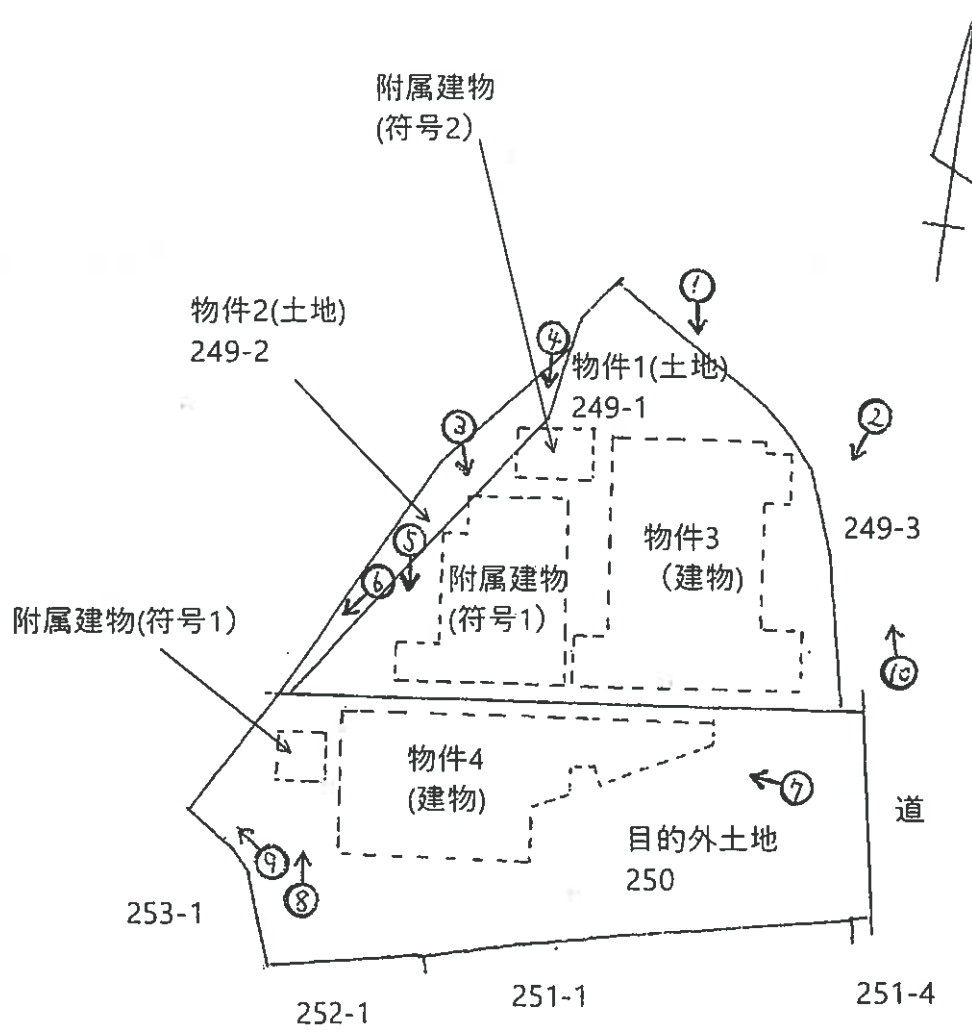 附属建物
(符号2)
物件2(土地)
249-2
①
④
物件1(土地)
249-1
③
②
249-3
⑤
物件3
(建物)
⑥
附属建物
(符号1)
附属建物(符号1)
⑩
物件4
(建物)
⑦
道
目的外土地
250
⑨
⑧
253-1
252-1
251-1
251-4